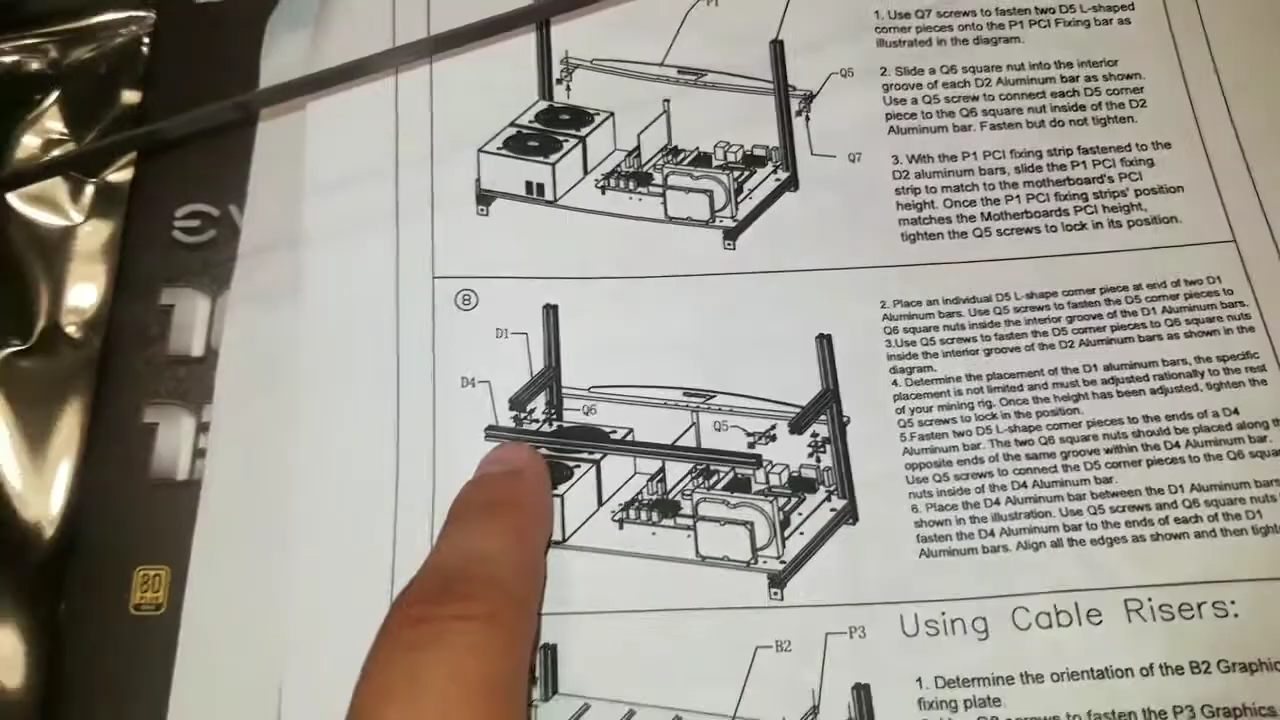 P1
1. Use Q7 screws to fasten two D5 L-shaped
corner pieces onto the P1 PCI Fixing bar as
illustrated in the diagram.
Q5
2. Slide a Q6 square nut into the interior
groove of each D2 Aluminum bar as shown.
Use a Q5 screw to connect each D5 corner
piece to the Q6 square nut inside of the D2
Aluminum bar. Fasten but do not tighten.
Q7
3. With the P1 PCI fixing strip fastened to the
D2 aluminum bars, slide the P1 PCI fixing
strip to match to the motherboard's PCI
height. Once the P1 PCI fixing strips' position
matches the Motherboards PCI height,
tighten the Q5 screws to lock in its position.
8
D1
D4
Q6
Q5
2. Place an individual D5 L-shape corner piece at end of two D1
Aluminum bars. Use Q5 screws to fasten the D5 corner pieces to
Q6 square nuts inside the interior groove of the D1 Aluminum bars.
3.Use Q5 screws to fasten the D5 corner pieces to Q6 square nuts
inside the interior groove of the D2 Aluminum bars as shown in the
diagram.
4. Determine the placement of the D1 aluminum bars, the specific
placement is not limited and must be adjusted rationally to the rest
of your mining rig. Once the height has been adjusted, tighten the
Q5 screws to lock in the position.
5.Fasten two D5 L-shape corner pieces to the ends of a D4
Aluminum bar. The two Q6 square nuts should be placed along
opposite ends of the same groove within the D4 Aluminum bar.
Use Q5 screws to connect the D5 corner pieces to the Q6
nuts inside of the D4 Aluminum bar.
6. Place the D4 Aluminum bar between the D1 Aluminum bars
shown in the illustration. Use Q5 screws and Q6 square nuts
fasten the D4 Aluminum bar to the ends of each of the D1
Aluminum bars. Align all the edges as shown and then
80
PLUS
B2
P3
Using Cable Risers:
1. Determine the orientation of the B2
fixing plate
screws to fasten the P3 Graphics